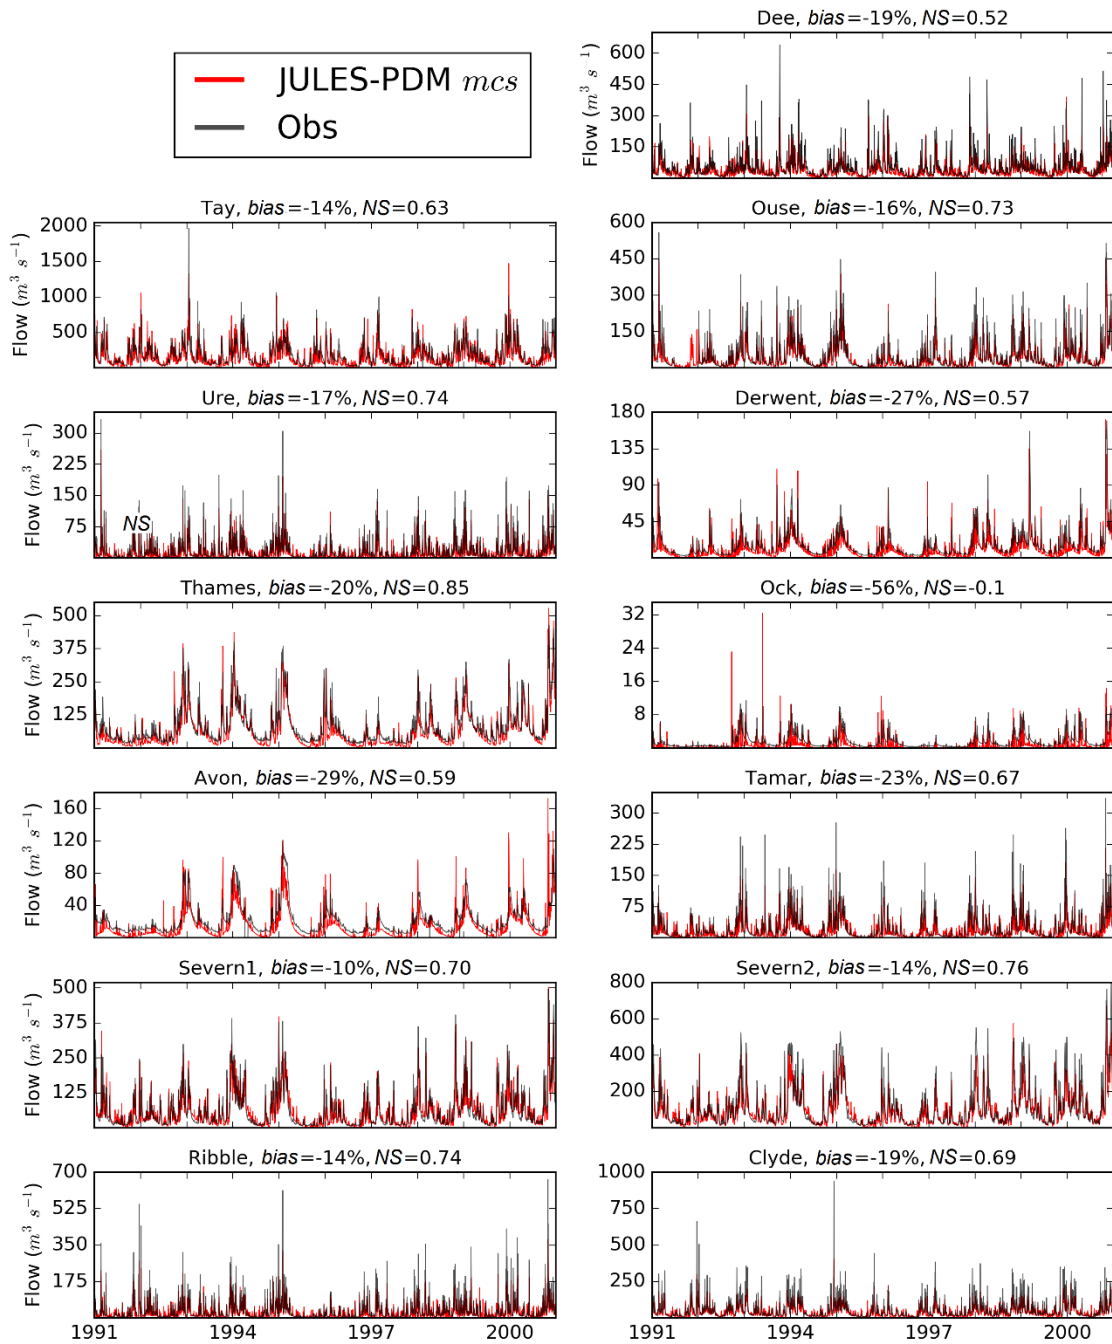 JULES-PDM mcs
Obs
Dee, bias=-19%, NS=0.52
Flow (m³ s⁻¹)
600
450
300
150
Tay, bias=-14%, NS=0.63
Flow (m³ s⁻¹)
2000
1500
1000
500
Ouse, bias=-16%, NS=0.73
600
450
300
150
Ure, bias=-17%, NS=0.74
Flow (m³ s⁻¹)
300
225
150
75
NS
Derwent, bias=-27%, NS=0.57
180
135
90
45
Thames, bias=-20%, NS=0.85
Flow (m³ s⁻¹)
500
375
250
125
Ock, bias=-56%, NS=-0.1
32
24
16
8
Avon, bias=-29%, NS=0.59
Flow (m³ s⁻¹)
160
120
80
40
Tamar, bias=-23%, NS=0.67
300
225
150
75
Severn1, bias=-10%, NS=0.70
Flow (m³ s⁻¹)
500
375
250
125
Severn2, bias=-14%, NS=0.76
800
600
400
200
Ribble, bias=-14%, NS=0.74
Flow (m³ s⁻¹)
700
525
350
175
1991 1994 1997 2000
Clyde, bias=-19%, NS=0.69
1000
750
500
250
1991 1994 1997 2000